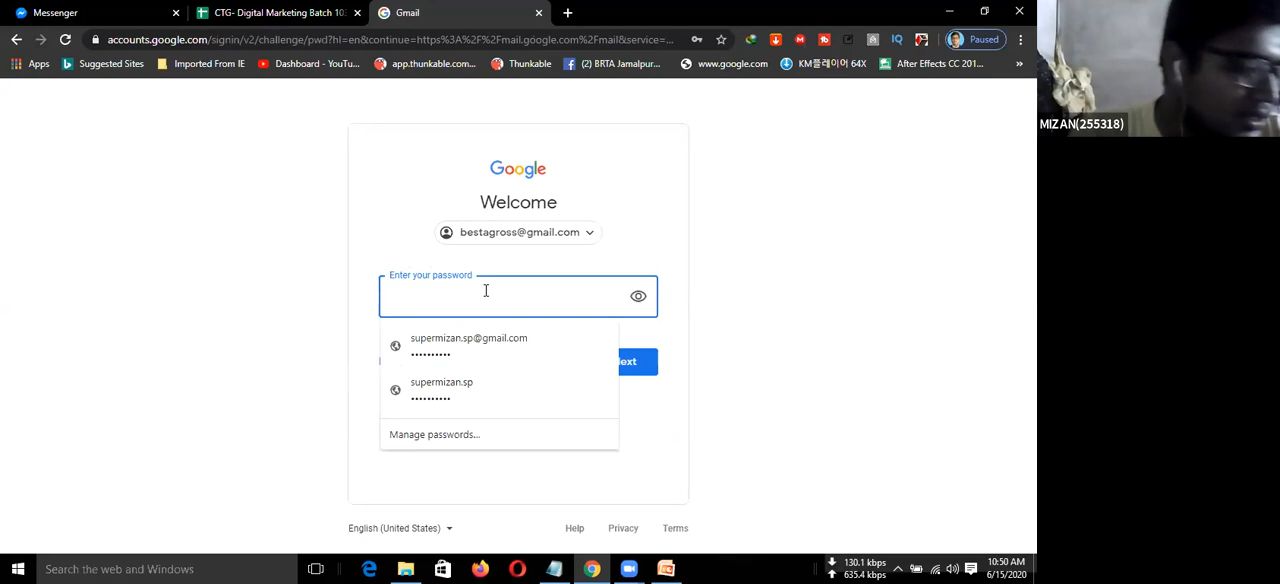 Messenger
CTG- Digital Marketing Batch 10
Gmail
accounts.google.com/signin/v2/challenge/pwd?hl=en&continue=https%3A%2F%2Fmail.google.com%2Fmail&service=...
Paused
Apps
Suggested Sites
Imported From IE
Dashboard - YouTu...
app.thunkable.com...
Thunkable
(2) BRTA Jamalpur...
www.google.com
KM플레이어 64X
After Effects CC 201...
»
MIZAN(255318)
Google
Welcome
bestagross@gmail.com
Enter your password
supermizan.sp@gmail.com
••••••••••
supermizan.sp
••••••••••
Manage passwords...
ext
English (United States)
Help
Privacy
Terms
Search the web and Windows
130.1 kbps
635.4 kbps
10:50 AM
6/15/2020